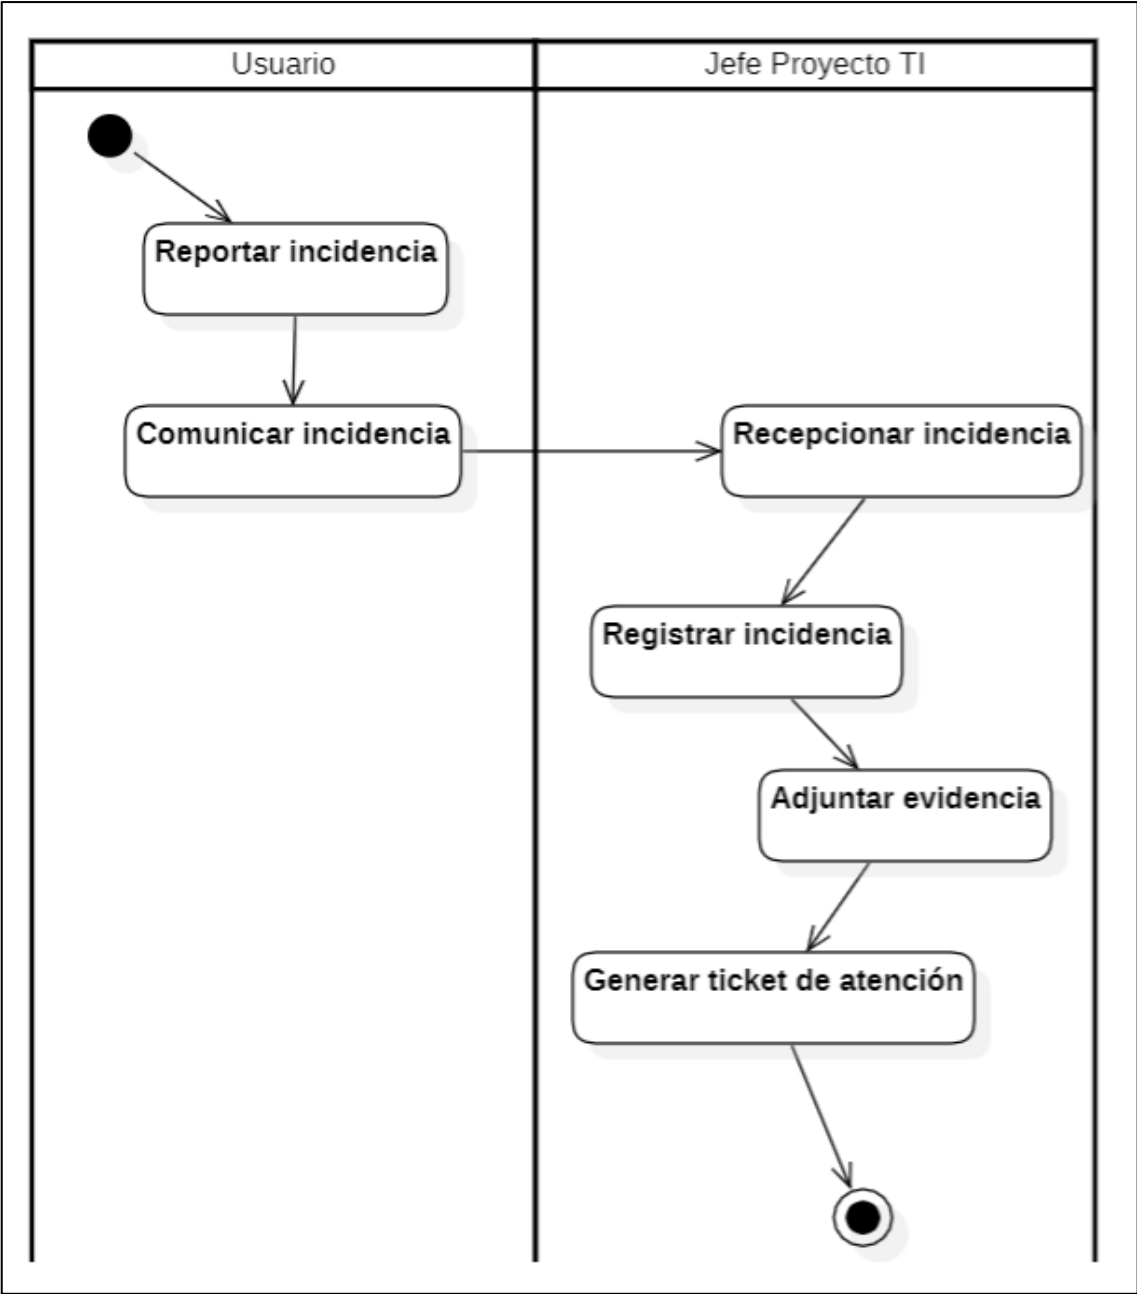 Usuario
Jefe Proyecto TI
Reportar incidencia
Comunicar incidencia
Recepcionar incidencia
Registrar incidencia
Adjuntar evidencia
Generar ticket de atención